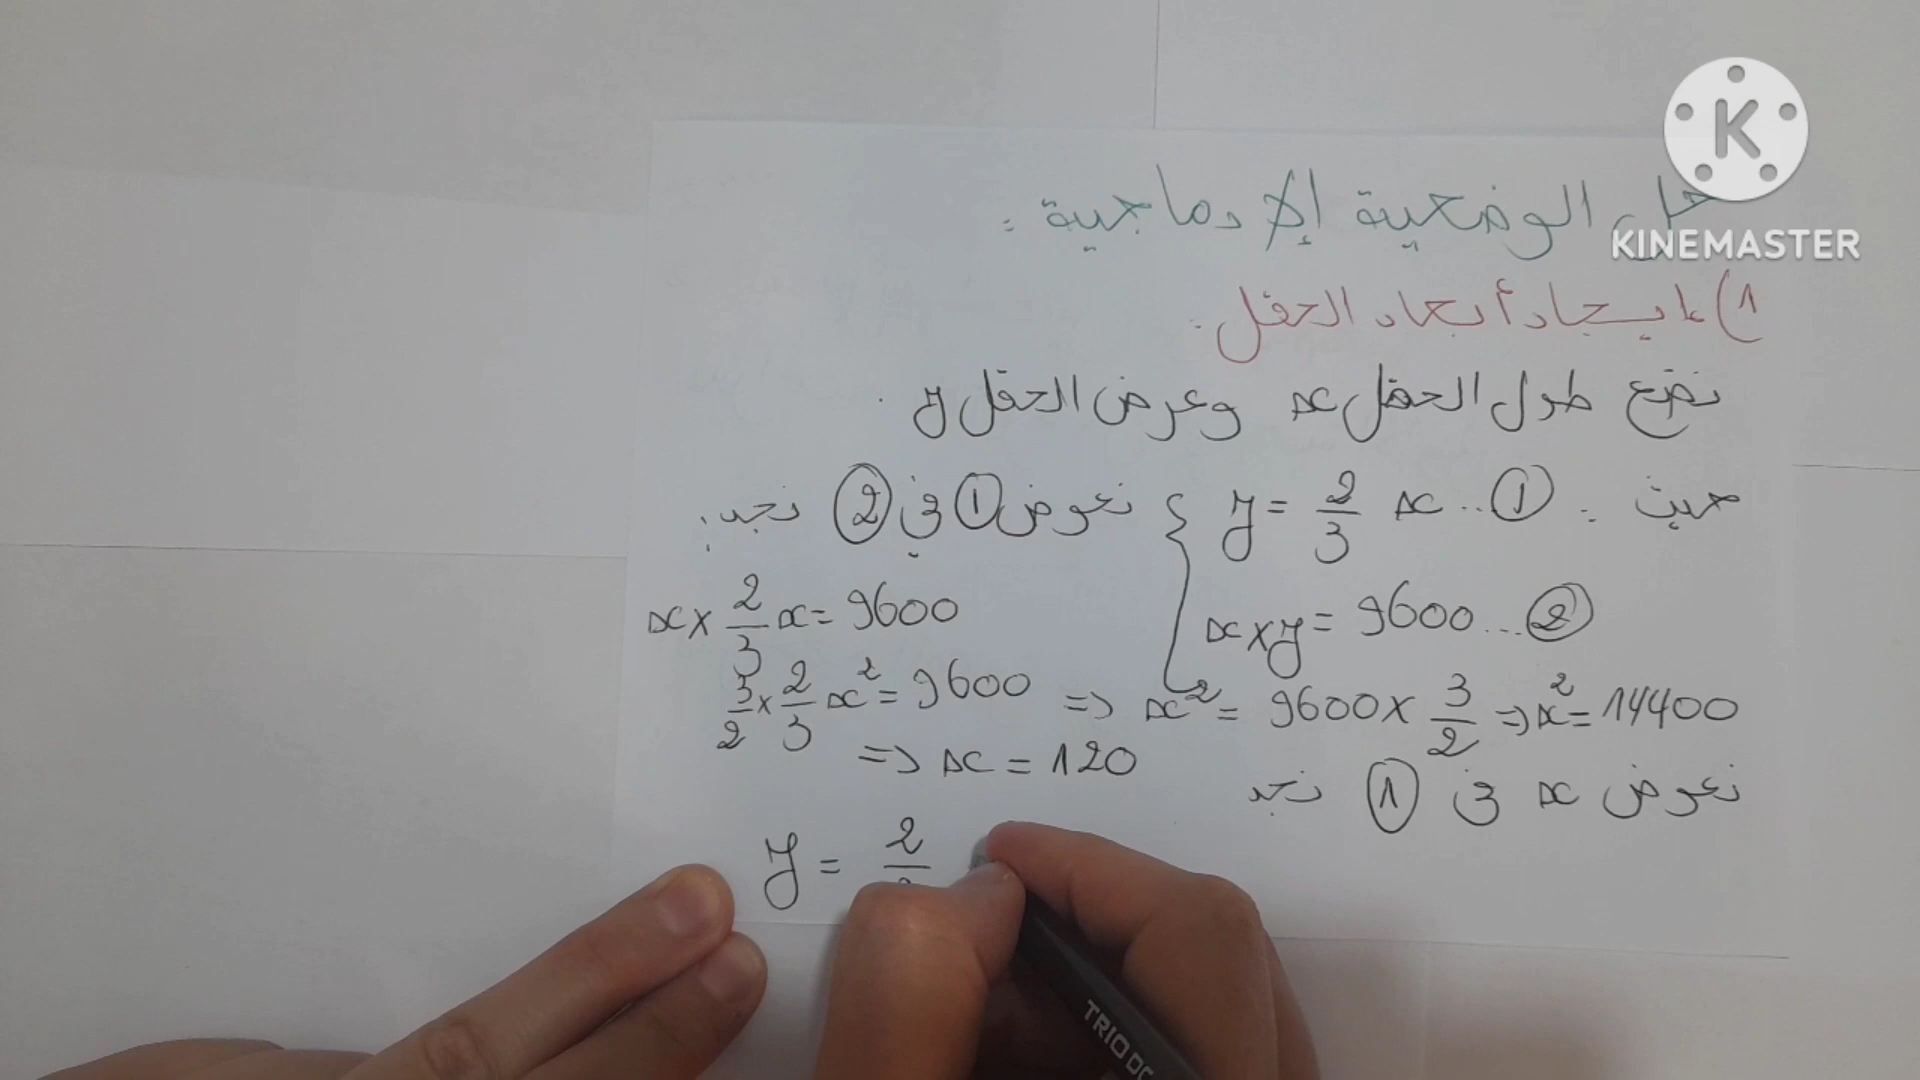 حل الوضعية الإدماجية :
1) إيجاد أبعاد الحقل :
نضع طول الحقل x وعرض الحقل y .
حيث : y = 2/3 x .. ①
x×y = 9600 ... ②
نعوض ① في ② نجد :
x × 2/3 x = 9600
3/2 × 2/3 x² = 9600 => x² = 9600 × 3/2 => x² = 14400
=> x = 120
نعوض x في ① نجد
y = 2/
K
KINEMASTER
TRIO DC